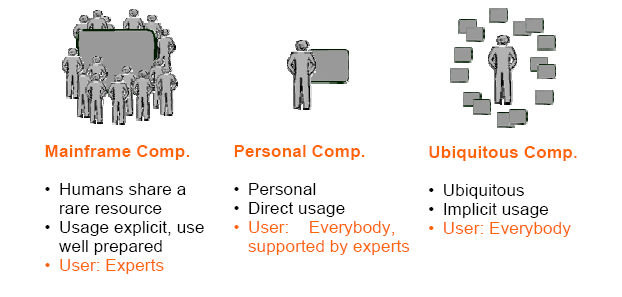 Mainframe Comp.
• Humans share a
rare resource
• Usage explicit, use
well prepared
• User: Experts
Personal Comp.
• Personal
• Direct usage
• User: Everybody,
supported by experts
Ubiquitous Comp.
• Ubiquitous
• Implicit usage
• User: Everybody